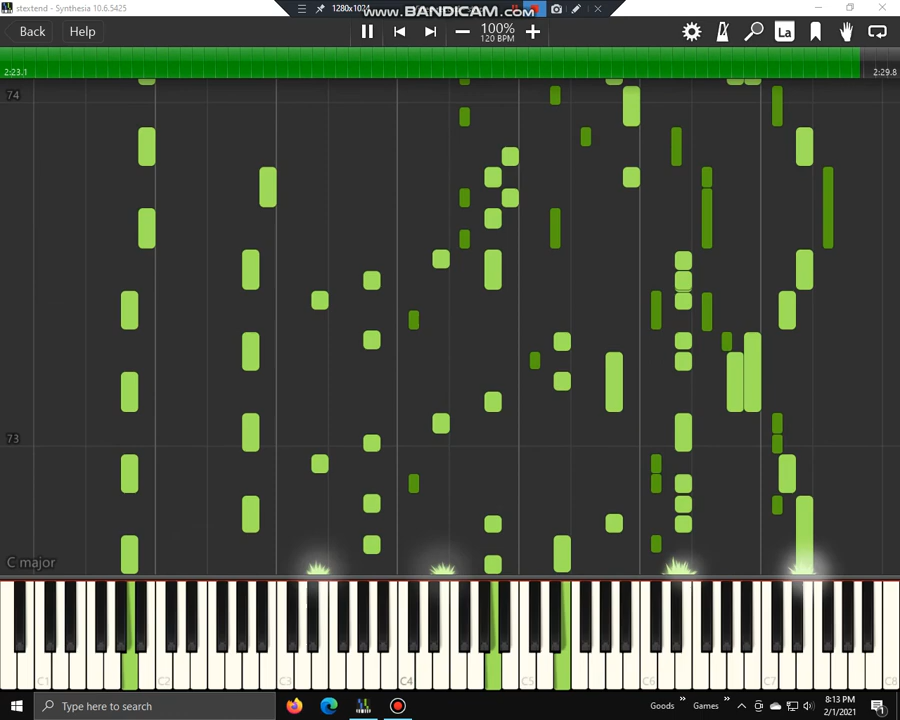 stextend - Synthesia 10.6.5425
1280x1024
WWW.BANDICAM.COM
Back
Help
100%
120 BPM
La
2:23.1
2:29.8
74
73
C major
C1
C2
C3
C4
C5
C6
C7
C8
Type here to search
Goods
Games
8:13 PM
2/1/2021
1